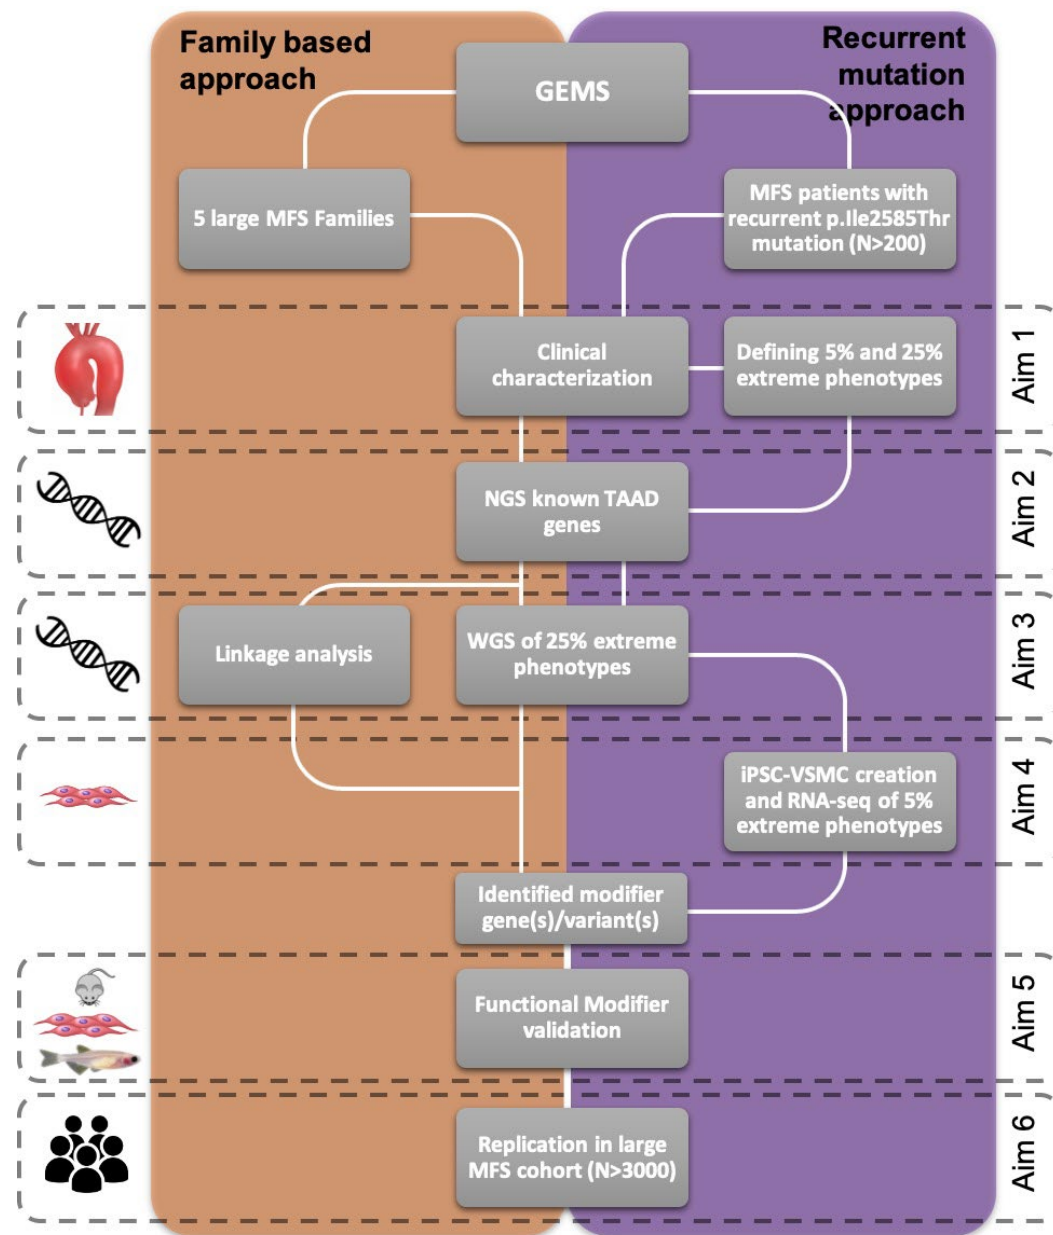 Family based
approach
Recurrent
mutation
approach
GEMS
5 large MFS Families
MFS patients with
recurrent p.Ile2585Thr
mutation (N>200)
Clinical
characterization
Defining 5% and 25%
extreme phenotypes
Aim 1
NGS known TAAD
genes
Aim 2
Linkage analysis
WGS of 25% extreme
phenotypes
Aim 3
iPSC-VSMC creation
and RNA-seq of 5%
extreme phenotypes
Aim 4
Identified modifier
gene(s)/variant(s)
Functional Modifier
validation
Aim 5
Replication in large
MFS cohort (N>3000)
Aim 6